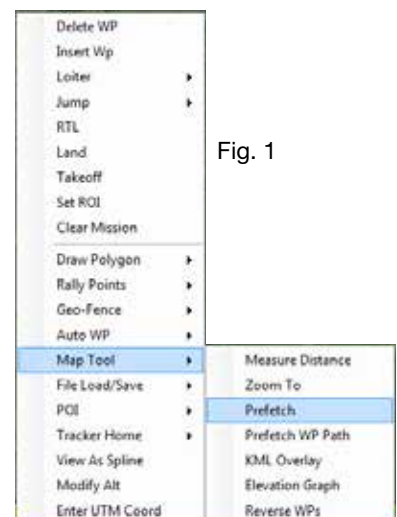 Delete WP
Insert Wp
Loiter
Jump
RTL
Land
Takeoff
Set ROI
Clear Mission
Draw Polygon
Rally Points
Geo-Fence
Auto WP
Map Tool
File Load/Save
POI
Tracker Home
View As Spline
Modify Alt
Enter UTM Coord
Fig. 1
Measure Distance
Zoom To
Prefetch
Prefetch WP Path
KML Overlay
Elevation Graph
Reverse WPs